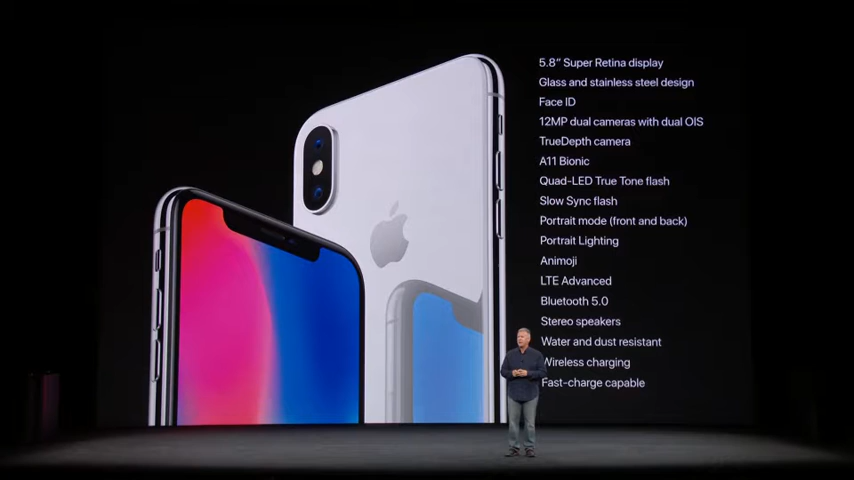 5.8” Super Retina display
Glass and stainless steel design
Face ID
12MP dual cameras with dual OIS
TrueDepth camera
A11 Bionic
Quad-LED True Tone flash
Slow Sync flash
Portrait mode (front and back)
Portrait Lighting
Animoji
LTE Advanced
Bluetooth 5.0
Stereo speakers
Water and dust resistant
Wireless charging
Fast-charge capable